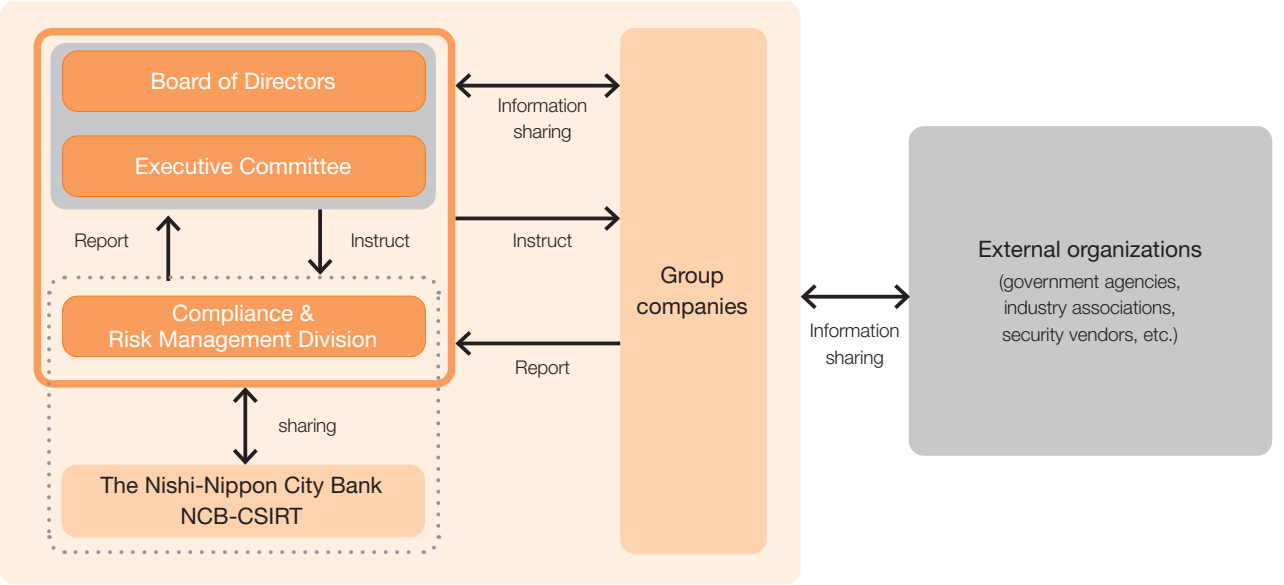 Board of Directors
Executive Committee
Report
Instruct
Compliance &
Risk Management Division
sharing
The Nishi-Nippon City Bank
NCB-CSIRT
Information
sharing
Instruct
Report
Group
companies
Information
sharing
External organizations
(government agencies,
industry associations,
security vendors, etc.)